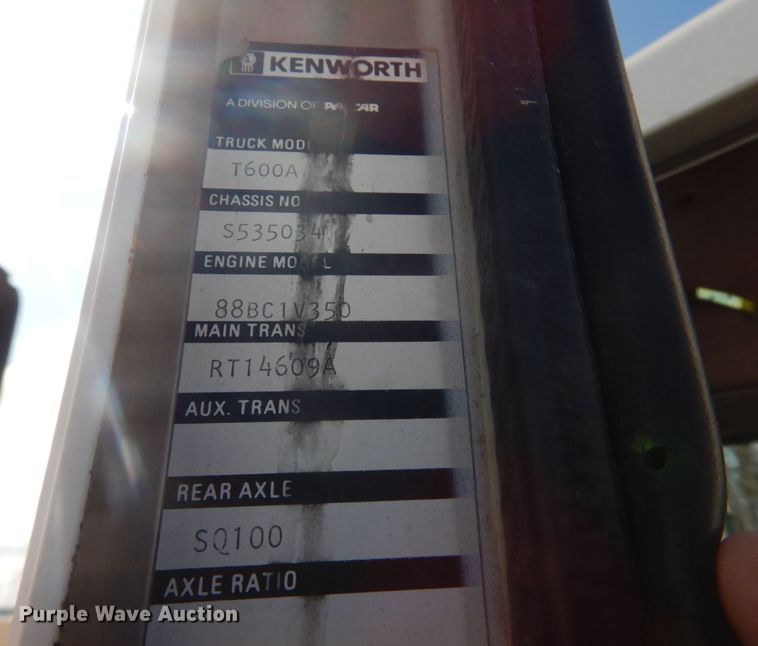 KENWORTH
A DIVISION OF PACCAR
TRUCK MODEL
T600A
CHASSIS NO
S535034
ENGINE MODEL
88BC1V350
MAIN TRANS
RT14609A
AUX. TRANS
REAR AXLE
SQ100
AXLE RATIO
Purple Wave Auction